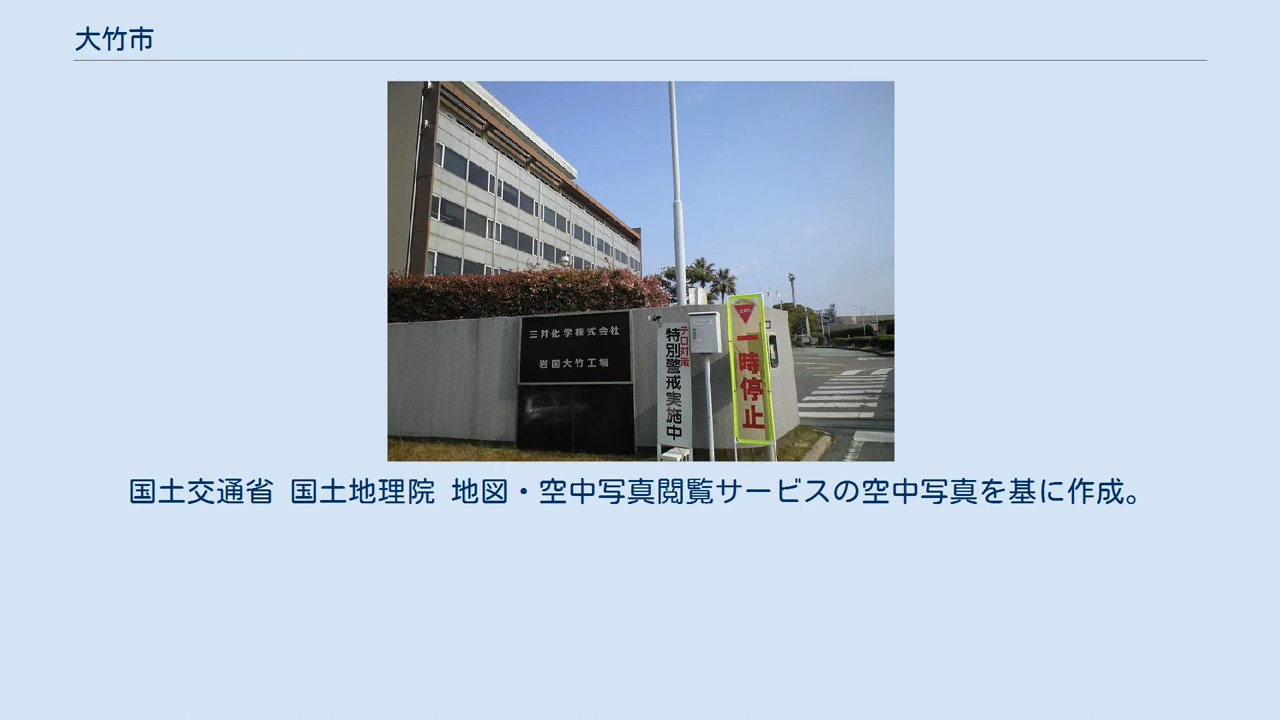 大竹市
三井化学株式会社
岩国大竹工場
テロ対策
特別警戒実施中
一時停止
国土交通省 国土地理院 地図・空中写真閲覧サービスの空中写真を基に作成。